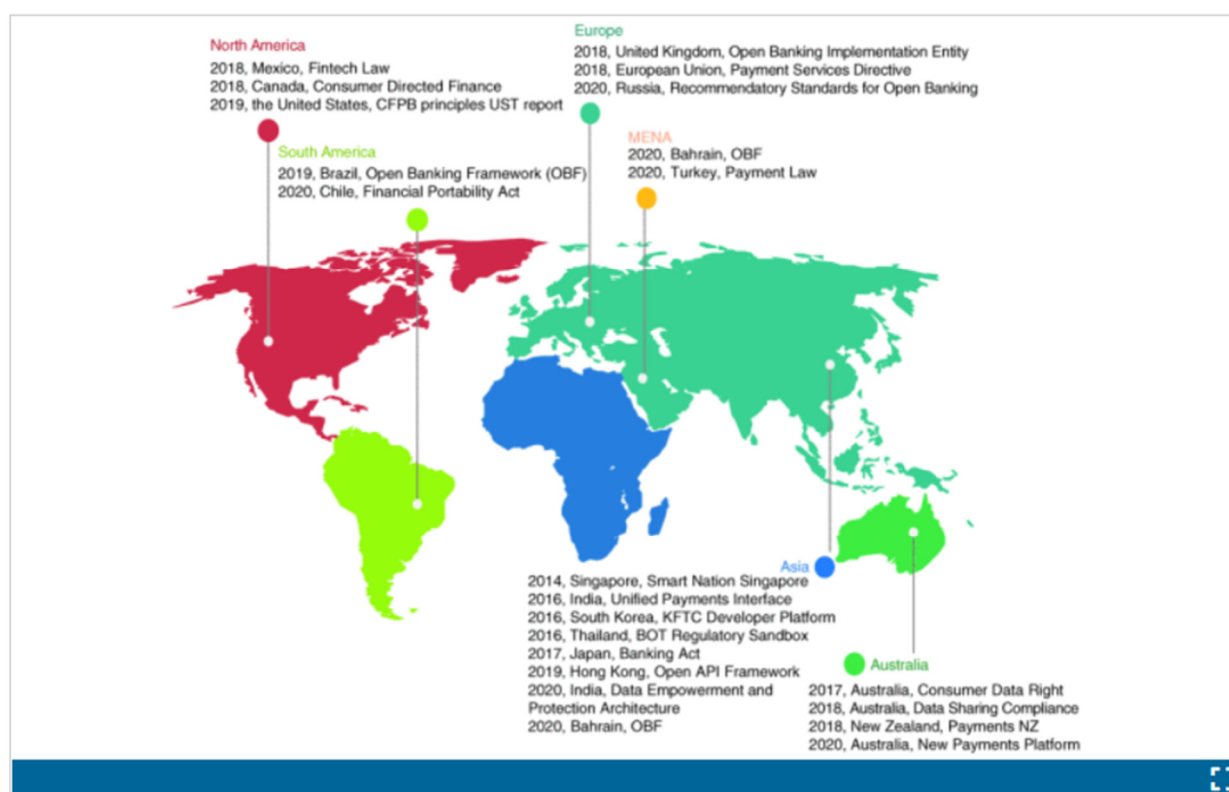 North America
2018, Mexico, Fintech Law
2018, Canada, Consumer Directed Finance
2019, the United States, CFPB principles UST report
South America
2019, Brazil, Open Banking Framework (OBF)
2020, Chile, Financial Portability Act
Europe
2018, United Kingdom, Open Banking Implementation Entity
2018, European Union, Payment Services Directive
2020, Russia, Recommendatory Standards for Open Banking
MENA
2020, Bahrain, OBF
2020, Turkey, Payment Law
Asia
2014, Singapore, Smart Nation Singapore
2016, India, Unified Payments Interface
2016, South Korea, KFTC Developer Platform
2016, Thailand, BOT Regulatory Sandbox
2017, Japan, Banking Act
2019, Hong Kong, Open API Framework
2020, India, Data Empowerment and
Protection Architecture
2020, Bahrain, OBF
Australia
2017, Australia, Consumer Data Right
2018, Australia, Data Sharing Compliance
2018, New Zealand, Payments NZ
2020, Australia, New Payments Platform